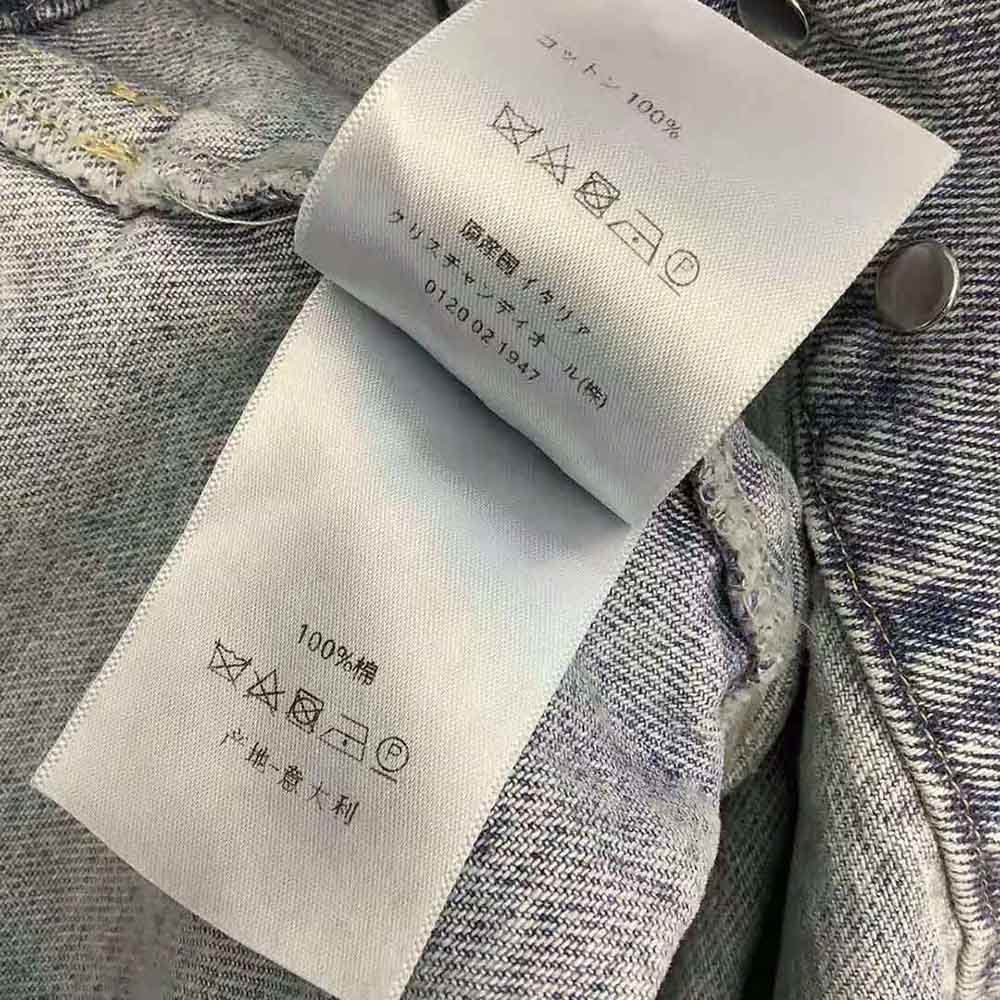 コットン 100%
P
原産国 イタリア
クリスチャンディオール(株)
0120 02 1947
100%棉
P
产地-意大利